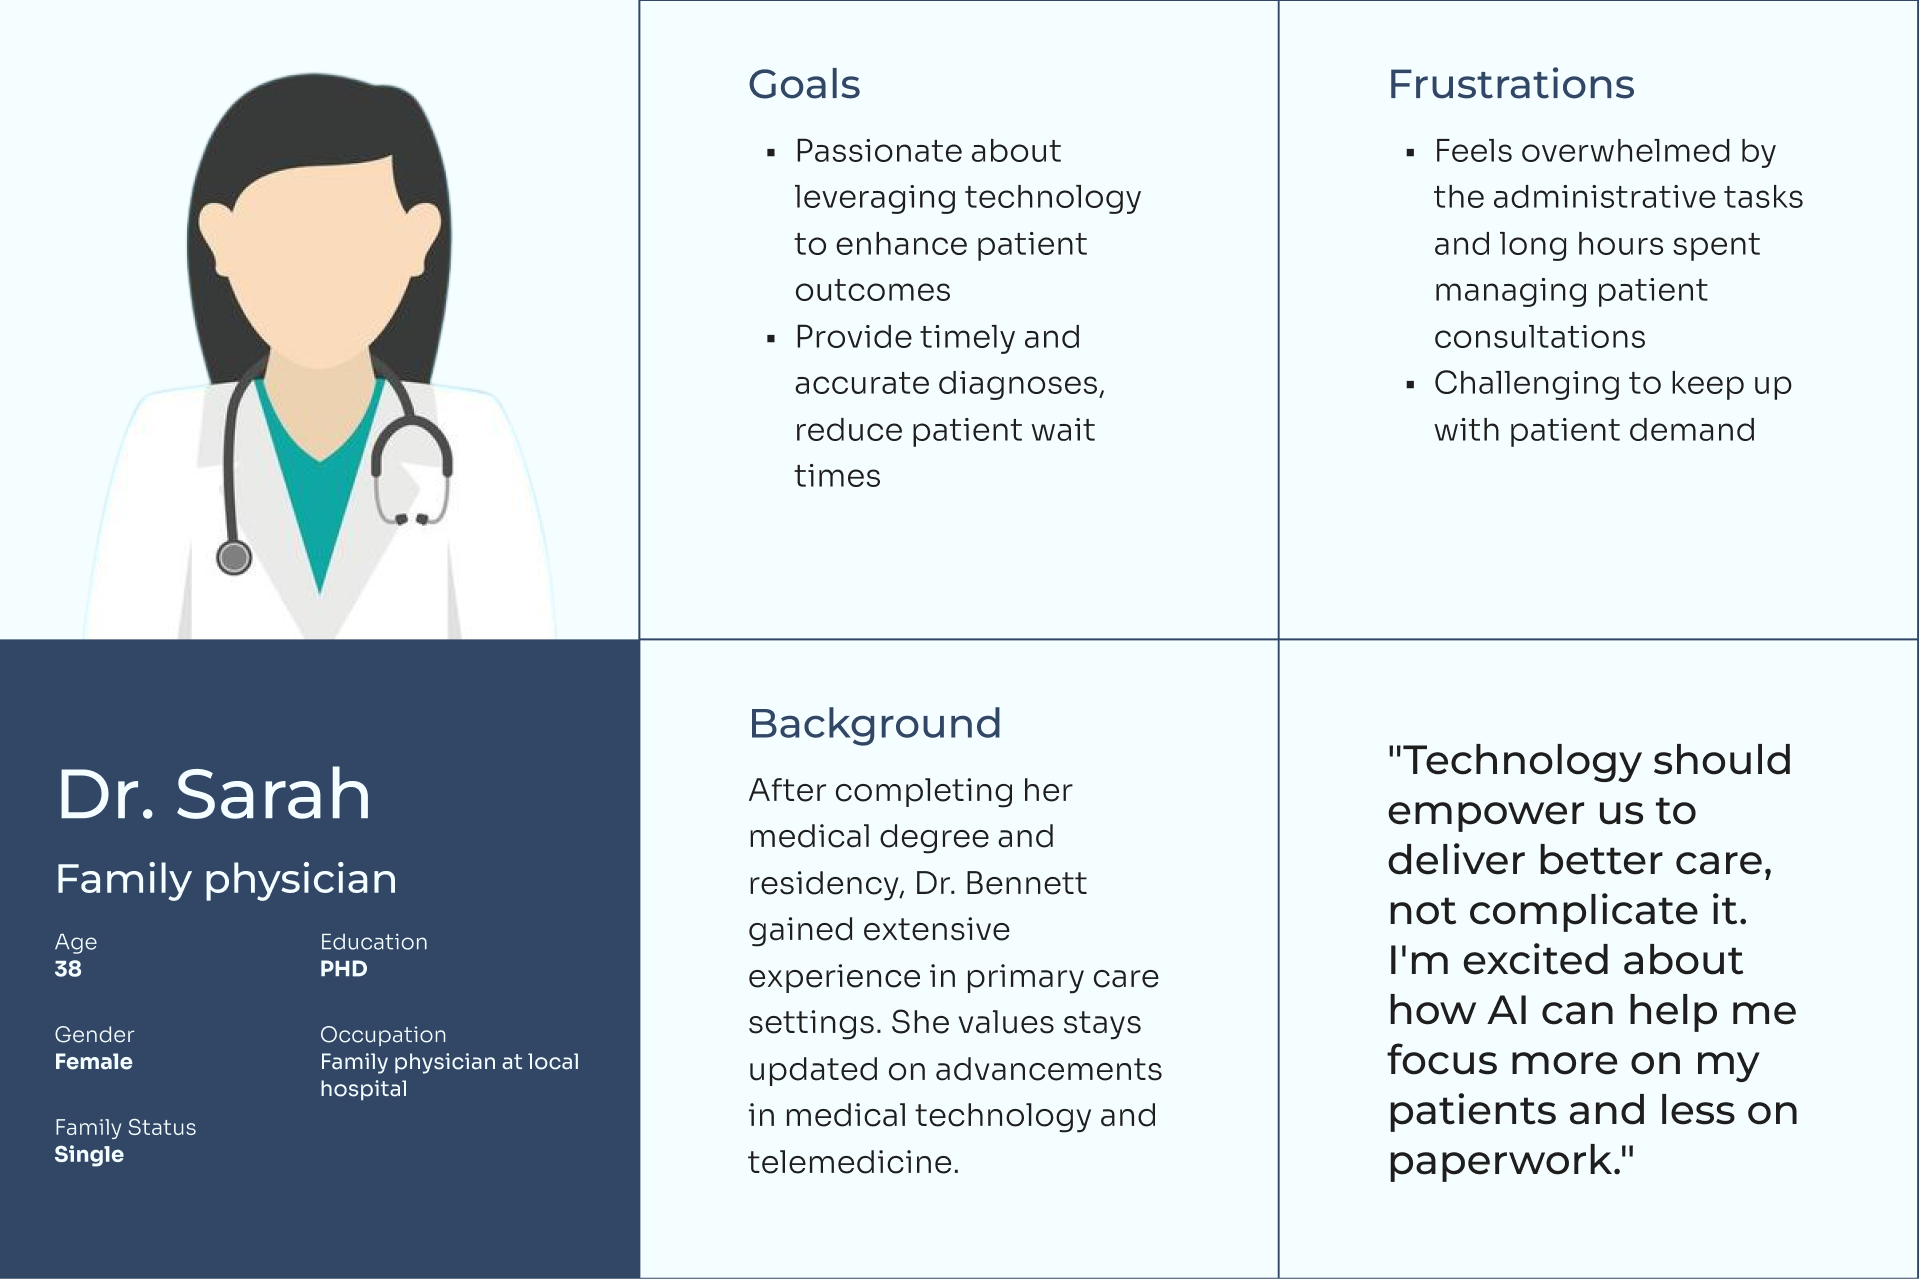 Goals
▪ Passionate about
leveraging technology
to enhance patient
outcomes
▪ Provide timely and
accurate diagnoses,
reduce patient wait
times
Frustrations
▪ Feels overwhelmed by
the administrative tasks
and long hours spent
managing patient
consultations
▪ Challenging to keep up
with patient demand
Dr. Sarah
Family physician
Age
38
Education
PHD
Gender
Female
Occupation
Family physician at local
hospital
Family Status
Single
Background
After completing her
medical degree and
residency, Dr. Bennett
gained extensive
experience in primary care
settings. She values stays
updated on advancements
in medical technology and
telemedicine.
"Technology should
empower us to
deliver better care,
not complicate it.
I'm excited about
how AI can help me
focus more on my
patients and less on
paperwork."